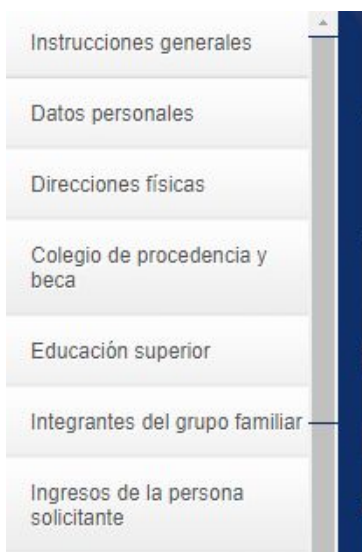 Instrucciones generales
Datos personales
Direcciones físicas
Colegio de procedencia y
beca
Educación superior
Integrantes del grupo familiar
Ingresos de la persona
solicitante